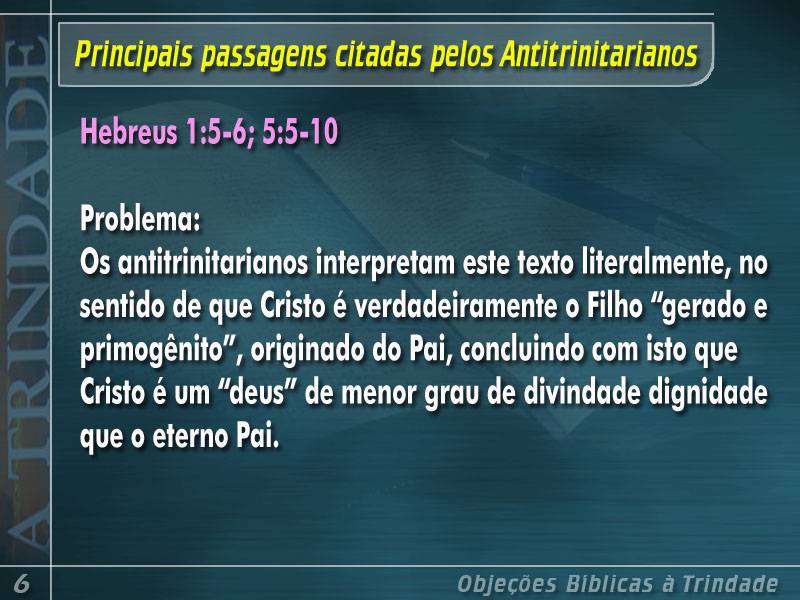 Principais passagens citadas pelos Antitrinitarianos
Hebreus 1:5-6; 5:5-10
Problema:
Os antitrinitarianos interpretam este texto literalmente, no
sentido de que Cristo é verdadeiramente o Filho “gerado e
primogênito”, originado do Pai, concluindo com isto que
Cristo é um “deus” de menor grau de divindade dignidade
que o eterno Pai.
A TRINDADE
6
Objeções Bíblicas à Trindade